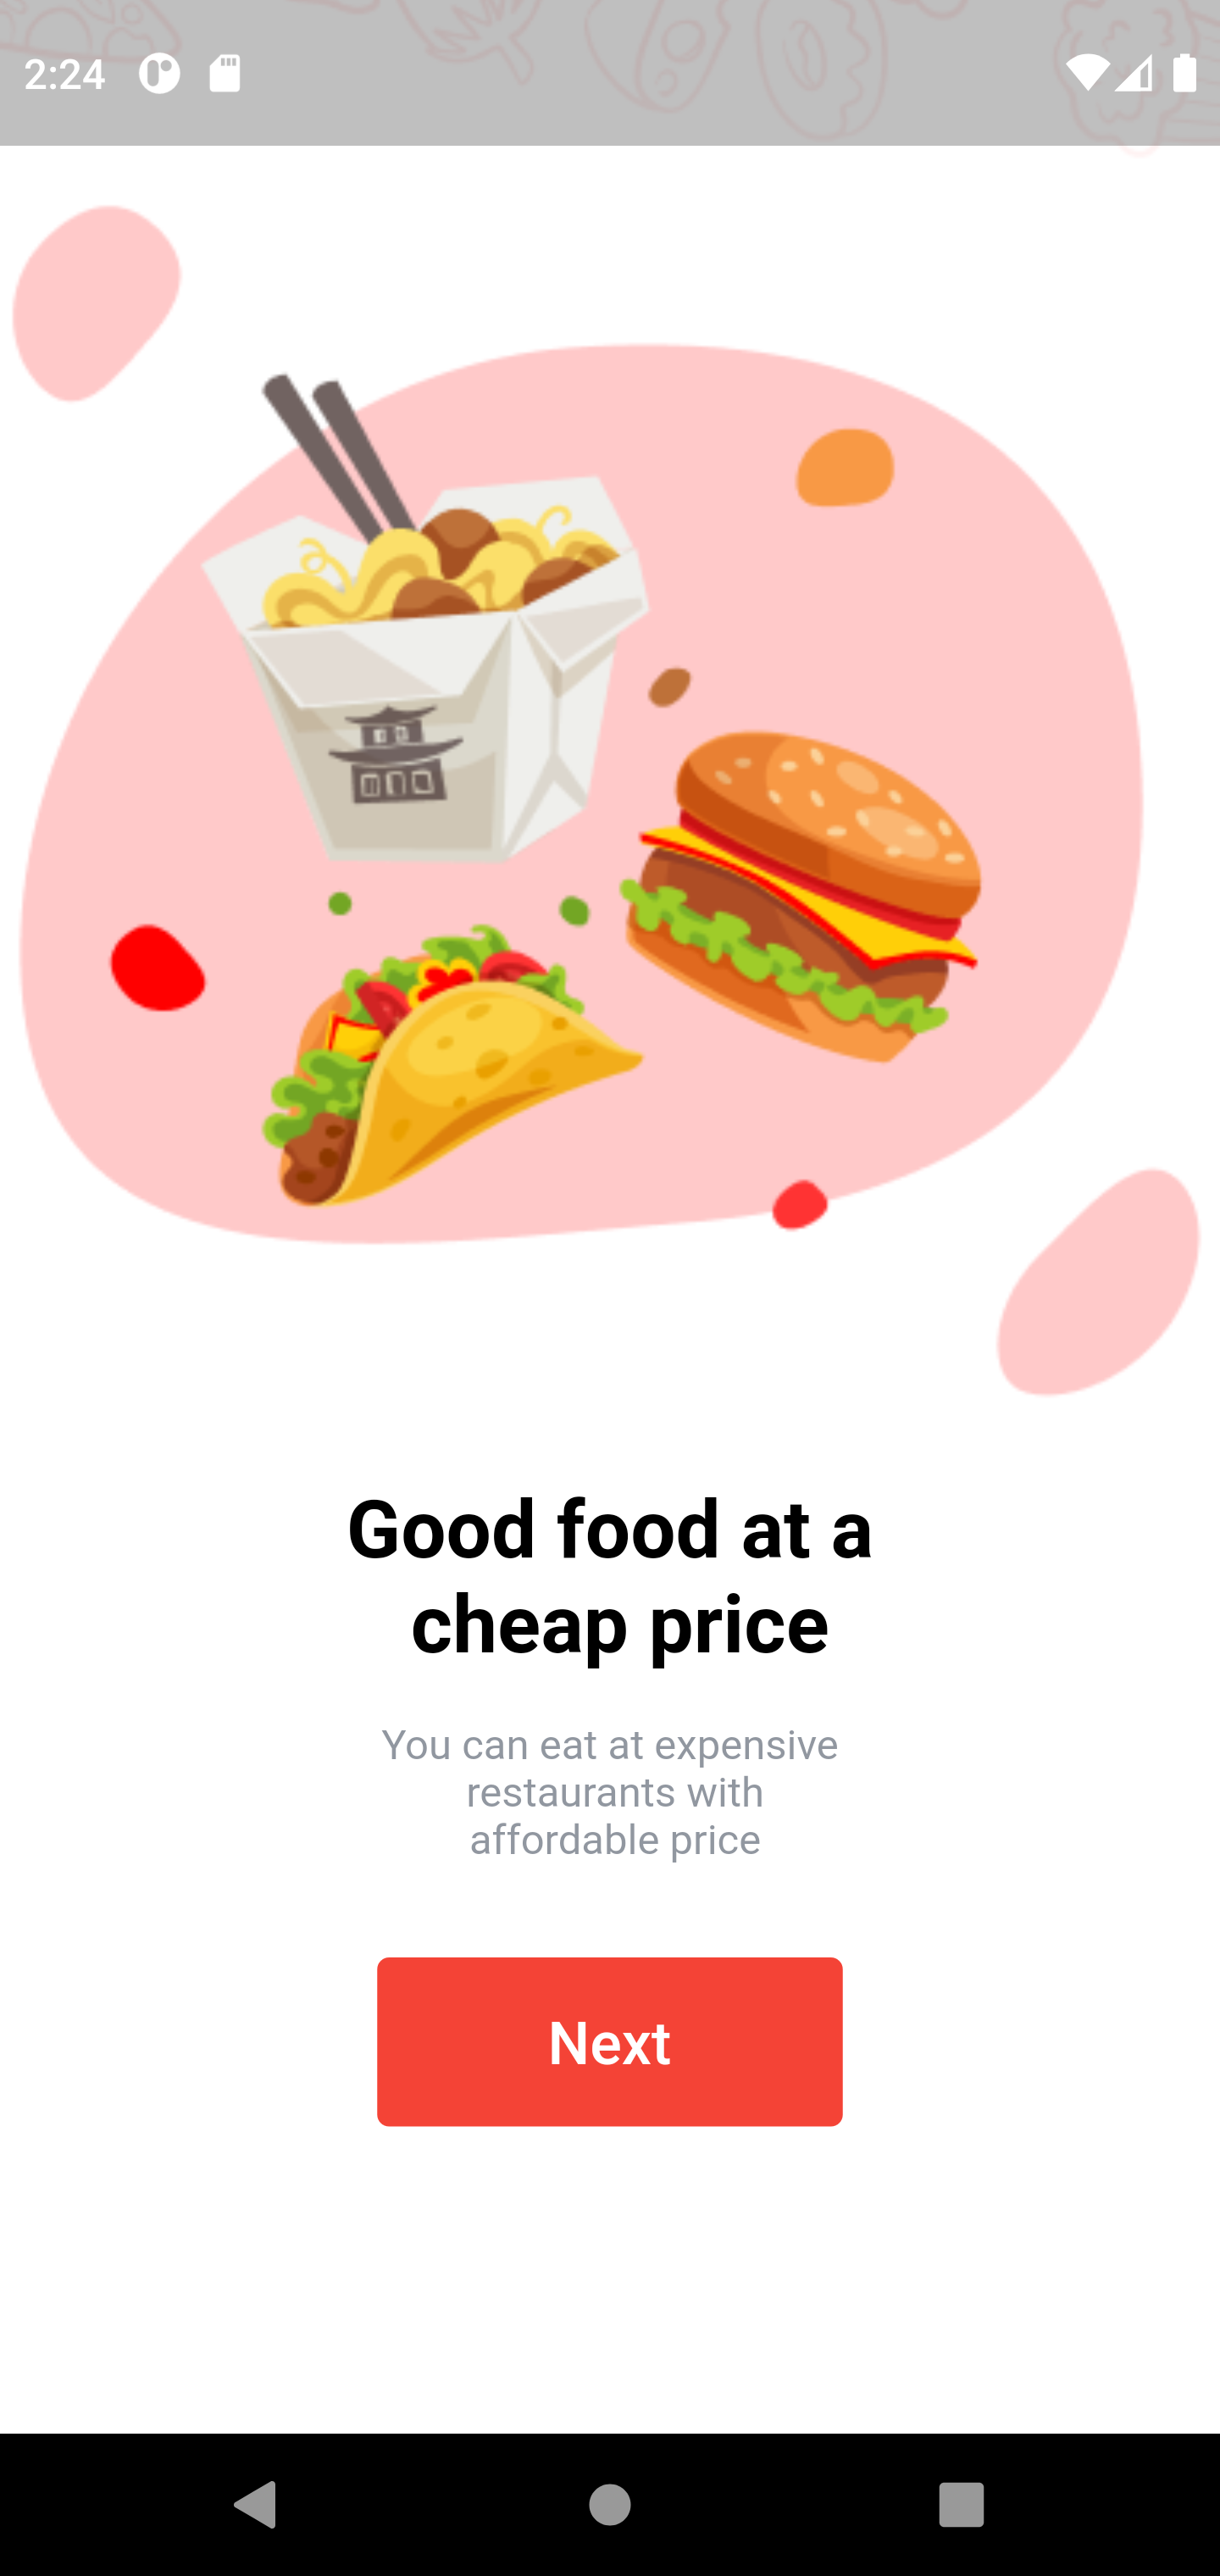 2:24
Good food at a
cheap price
You can eat at expensive
restaurants with
affordable price
Next